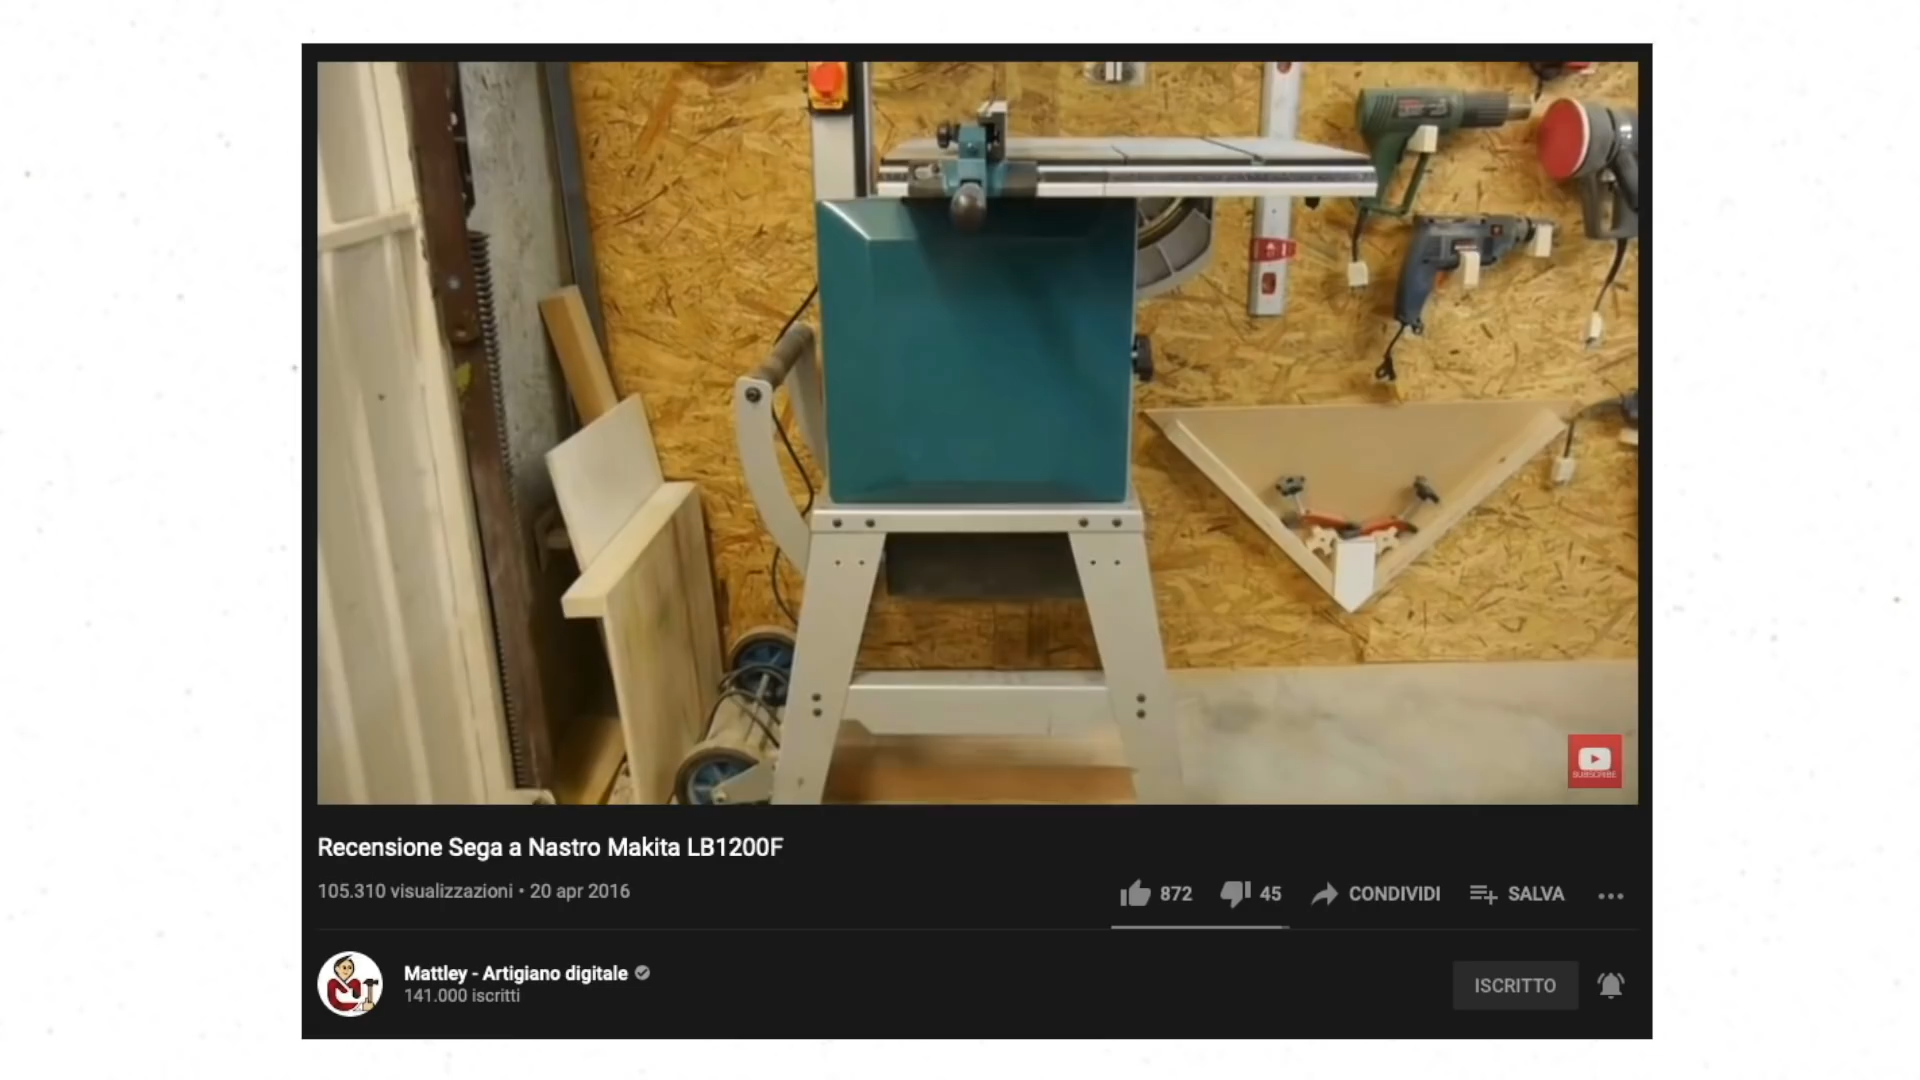 SUBSCRIBE
Recensione Sega a Nastro Makita LB1200F
105.310 visualizzazioni • 20 apr 2016
872 45 CONDIVIDI SALVA
Mattley - Artigiano digitale
141.000 iscritti
ISCRITTO